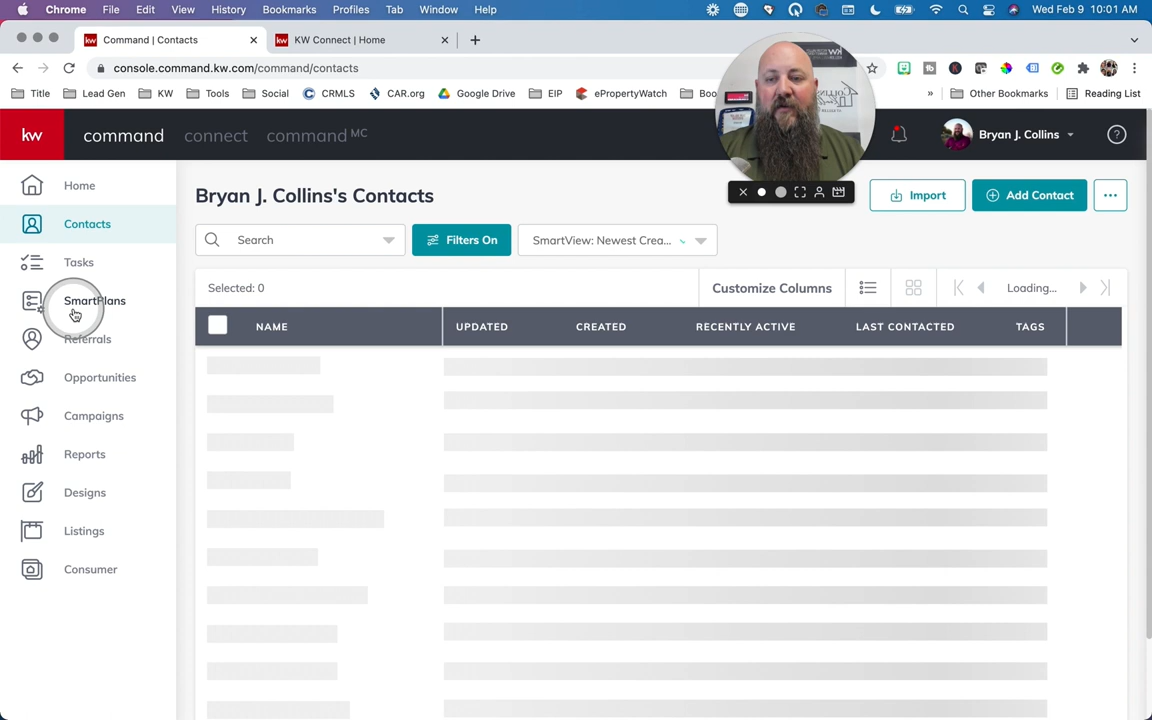 Chrome File Edit View History Bookmarks Profiles Tab Window Help Wed Feb 9 10:01 AM
Command | Contacts KW Connect | Home
console.command.kw.com/command/contacts
Title Lead Gen KW Tools Social CRMLS CAR.org Google Drive EIP ePropertyWatch Boo » Other Bookmarks Reading List
kw command connect command MC Bryan J. Collins
Home
Contacts
Tasks
SmartPlans
Referrals
Opportunities
Campaigns
Reports
Designs
Listings
Consumer
Bryan J. Collins's Contacts
Import Add Contact
Search Filters On SmartView: Newest Crea...
Selected: 0 Customize Columns Loading...
NAME UPDATED CREATED RECENTLY ACTIVE LAST CONTACTED TAGS